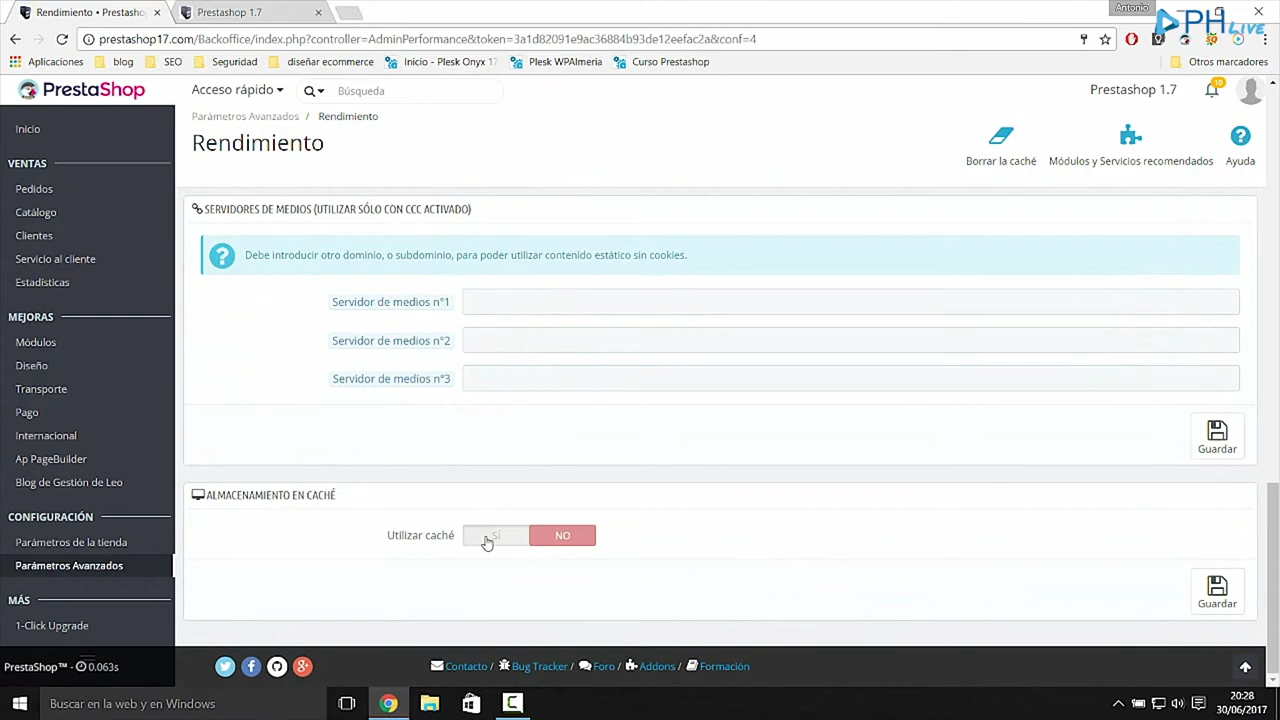 Rendimiento • Prestasho
Prestashop 1.7
Antonio
PH LIVE
prestashop17.com/Backoffice/index.php?controller=AdminPerformance&token=3a1d82091e9ac36884b93de12eefac2a&conf=4
Aplicaciones
blog
SEO
Seguridad
diseñar ecommerce
Inicio - Plesk Onyx 17
Plesk WPAlmeria
Curso Prestashop
Otros marcadores
PrestaShop
Acceso rápido
Búsqueda
Prestashop 1.7
10
Parámetros Avanzados / Rendimiento
Rendimiento
Borrar la caché
Módulos y Servicios recomendados
Ayuda
Inicio
VENTAS
Pedidos
Catálogo
Clientes
Servicio al cliente
Estadísticas
MEJORAS
Módulos
Diseño
Transporte
Pago
Internacional
Ap PageBuilder
Blog de Gestión de Leo
CONFIGURACIÓN
Parámetros de la tienda
Parámetros Avanzados
MÁS
1-Click Upgrade
SERVIDORES DE MEDIOS (UTILIZAR SÓLO CON CCC ACTIVADO)
Debe introducir otro dominio, o subdominio, para poder utilizar contenido estático sin cookies.
Servidor de medios nº1
Servidor de medios nº2
Servidor de medios nº3
Guardar
ALMACENAMIENTO EN CACHÉ
Utilizar caché
SÍ
NO
Guardar
PrestaShop™ - 0.063s
Contacto / Bug Tracker / Foro / Addons / Formación
Buscar en la web y en Windows
20:28
30/06/2017